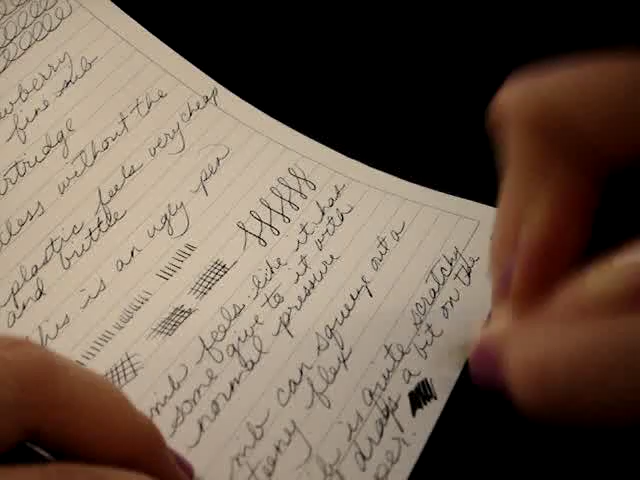 fine nib
without the
plastic feels very cheap
and brittle
this is an ugly pen
nib feels like it has
some give to it with
normal pressure
nib can squeeze out a
teeny flex
is quite scratchy
drags a bit on the